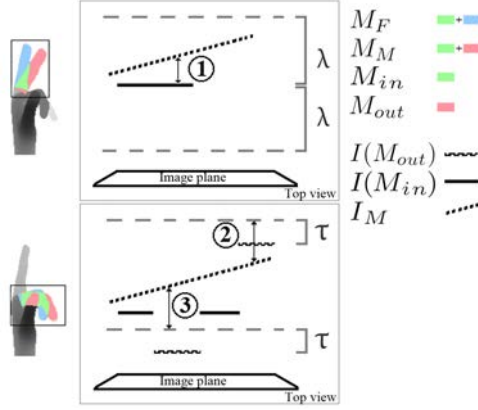 ①
λ
λ
Image plane
Top view
②
τ
③
τ
Image plane
Top view
M_F +
M_M +
M_in
M_out
I(M_out)
I(M_in)
I_M